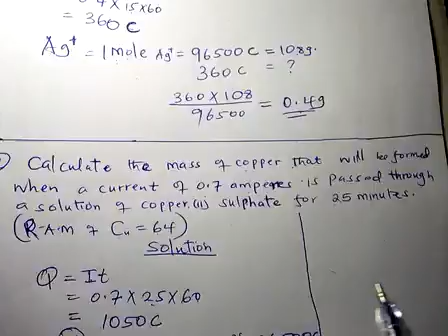 × 15 × 60
= 360 C
Ag⁺ = 1 mole Ag⁺ = 96500 C = 108g.
360 C = ?
360 × 108
96500
= 0.4g
Calculate the mass of copper that will be formed
when a current of 0.7 amperes is passed through
a solution of copper (ii) sulphate for 25 minutes.
(R.A.M of Cu = 64)
Solution
Q = It
= 0.7 × 25 × 60
= 1050 C